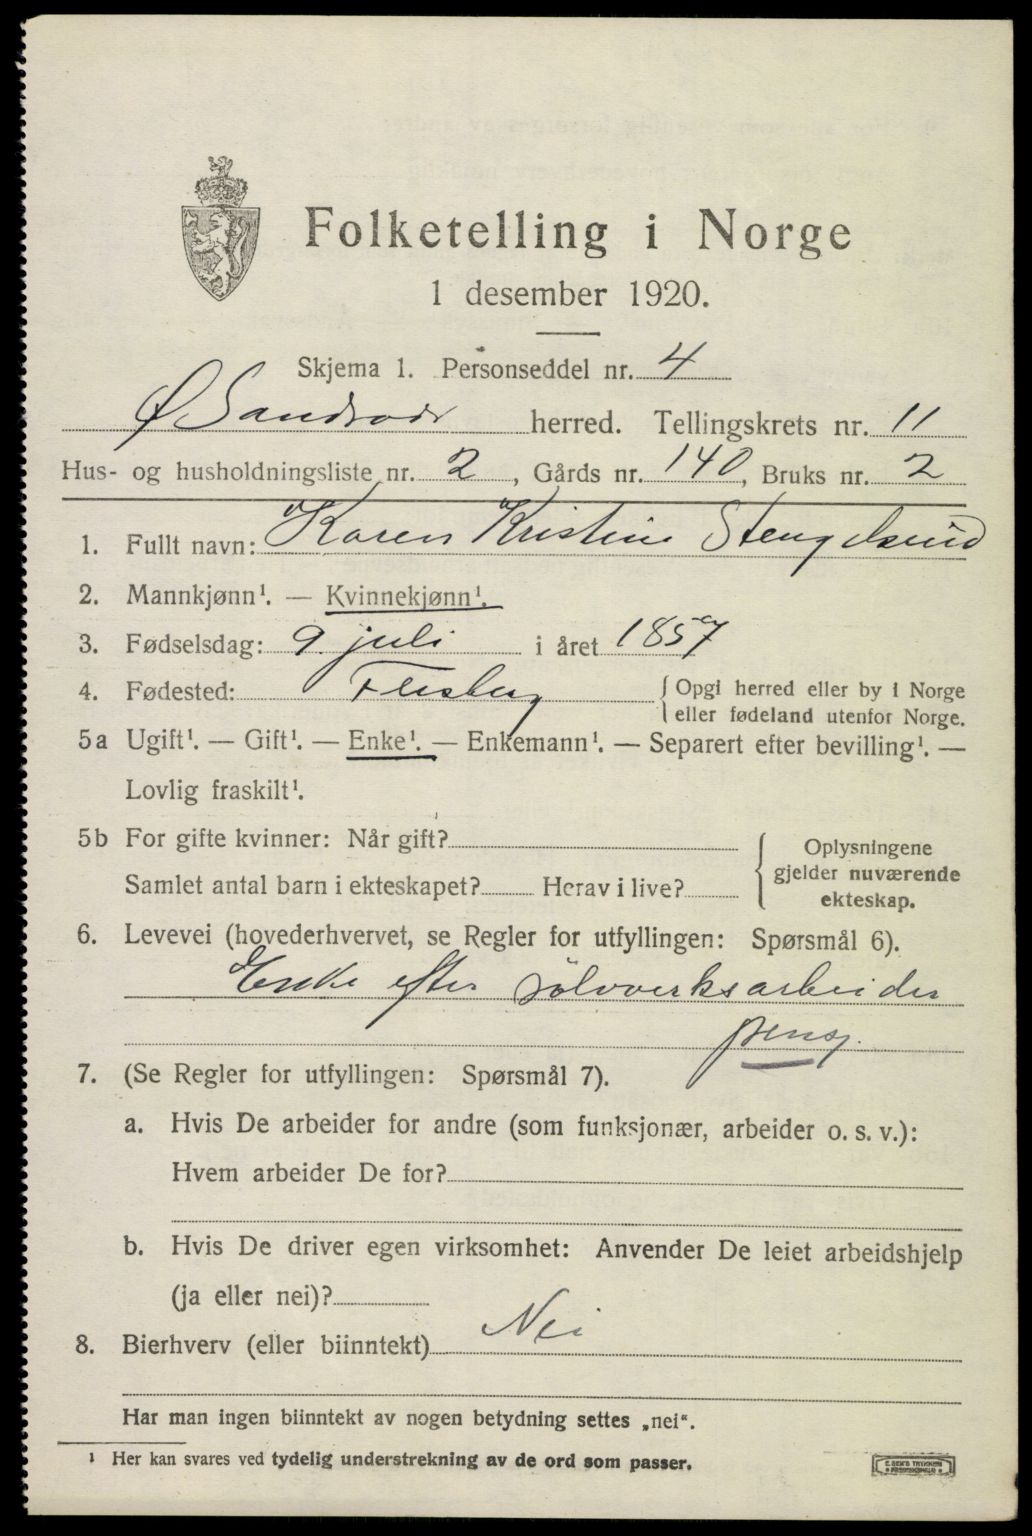 Folketelling i Norge
1 desember 1920.
Skjema 1. Personseddel nr. 4
Ø Sandsvær herred. Tellingskrets nr. 11
Hus- og husholdningsliste nr. 2, Gårds nr. 140, Bruks nr. 2
1. Fullt navn: Karen Kristine Stengelsrud
2. Mannkjønn¹. — Kvinnekjønn¹.
3. Fødselsdag: 9. juli i året 1857
4. Fødested: Flesberg { Opgi herred eller by i Norge
{ eller fødeland utenfor Norge.
5a Ugift¹. — Gift¹. — Enke¹. — Enkemann¹. — Separert efter bevilling¹. —
Lovlig fraskilt¹.
5b For gifte kvinner: Når gift?
Samlet antal barn i ekteskapet? Herav i live?
Oplysningene
gjelder nuværende
ekteskap.
6. Levevei (hovederhvervet, se Regler for utfyllingen: Spørsmål 6).
Enke efter sølvverksarbeider
pensj.
7. (Se Regler for utfyllingen: Spørsmål 7).
a. Hvis De arbeider for andre (som funksjonær, arbeider o. s. v.):
Hvem arbeider De for?
b. Hvis De driver egen virksomhet: Anvender De leiet arbeidshjelp
(ja eller nei)?
8. Bierhverv (eller biinntekt) Nei
Har man ingen biinntekt av nogen betydning settes „nei“.
¹ Her kan svares ved tydelig understrekning av de ord som passer.